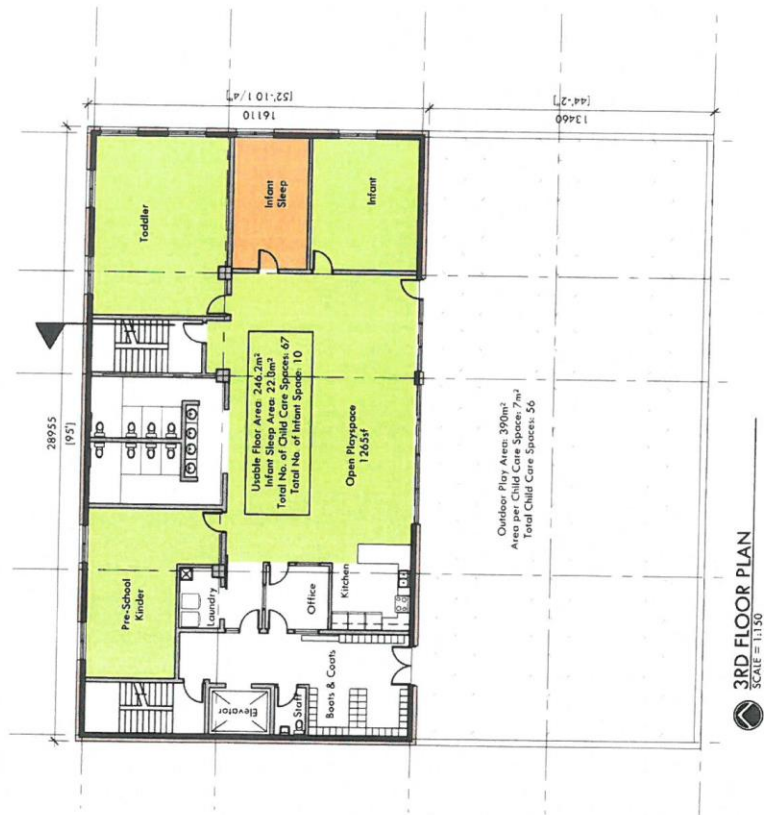 28955
[95']
16110
[52'-10 1/4"]
13460
[44'-2"]
Toddler
Infant
Sleep
Infant
Pre-School
Kinder
Laundry
Office
Kitchen
Elevator
Staff
Boots & Coats
Usable Floor Area: 246.2m²
Infant Sleep Area: 22.0m²
Total No. of Child Care Spaces: 67
Total No. of Infant Space: 10
Open Playspace
1265sf
Outdoor Play Area: 390m²
Area per Child Care Space: 7m²
Total Child Care Spaces: 56
3RD FLOOR PLAN
SCALE = 1:150